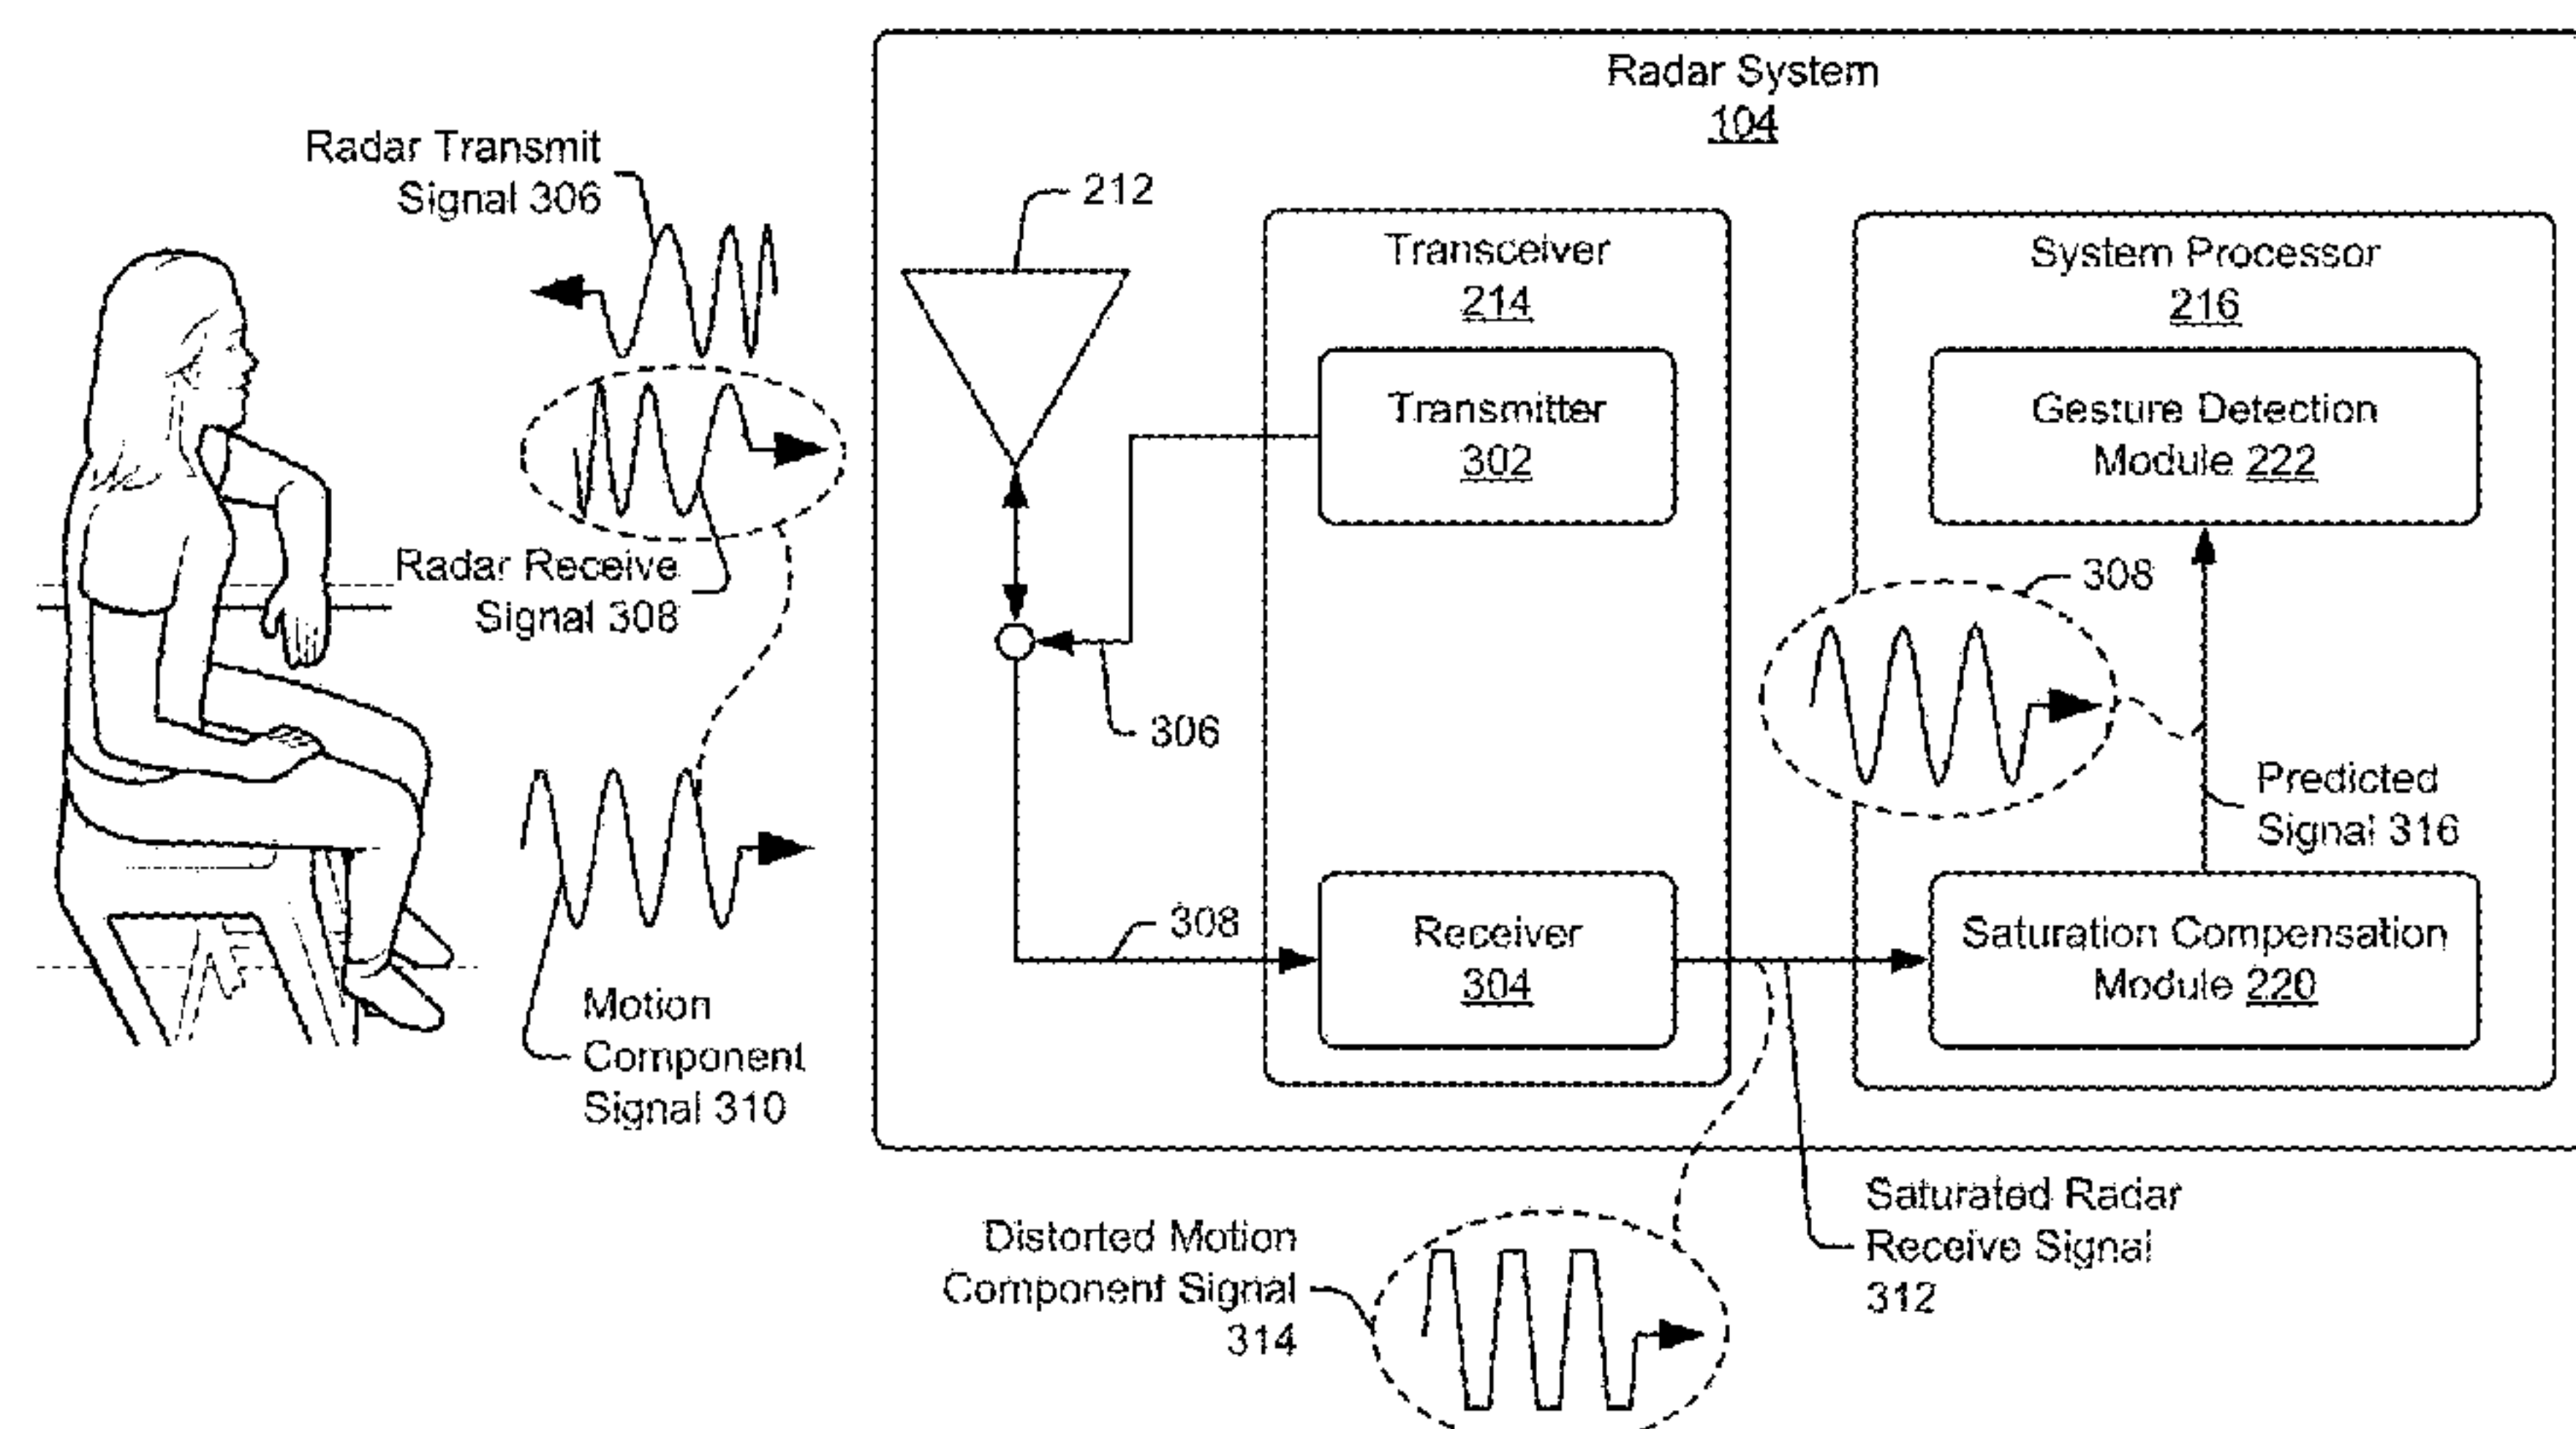 Radar System
104
Radar Transmit
Signal 306
212
Transceiver
214
System Processor
216
Transmitter
302
Gesture Detection
Module 222
Radar Receive
Signal 308
308
306
Predicted
Signal 316
308
Receiver
304
Saturation Compensation
Module 220
Motion
Component
Signal 310
Saturated Radar
Receive Signal
312
Distorted Motion
Component Signal
314